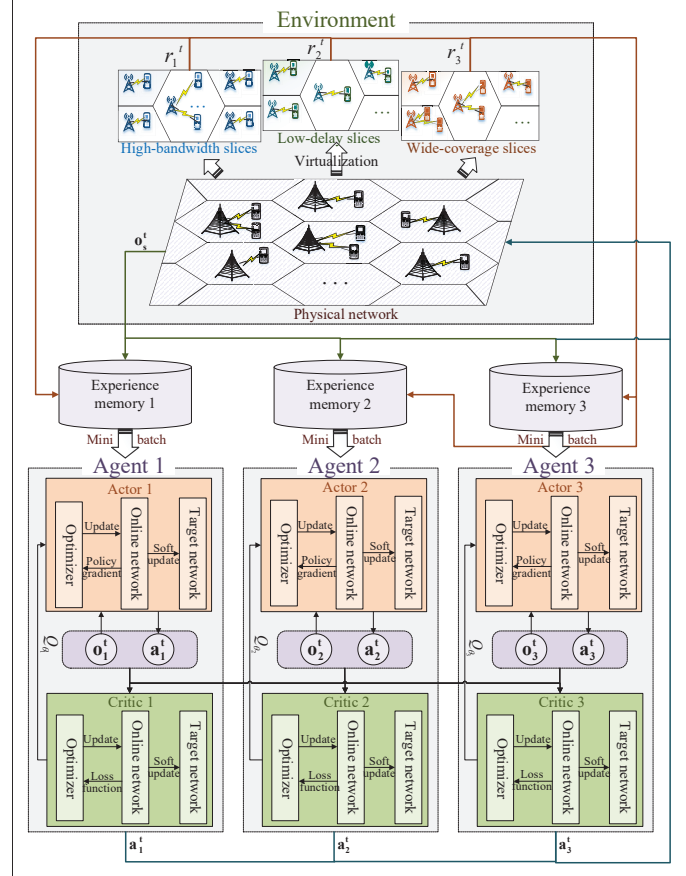 Environment
r₁ᵗ r₂ᵗ r₃ᵗ
...
...
...
High-bandwidth slices
Low-delay slices
Wide-coverage slices
Virtualization
oₛᵗ
...
Physical network
Experience memory 1
Experience memory 2
Experience memory 3
Mini batch
Mini batch
Mini batch
Agent 1
Actor 1
Optimizer
Update
Policy gradient
Online network
Soft update
Target network
Q_θ₁
o₁ᵗ a₁ᵗ
Critic 1
Optimizer
Update
Loss function
Online network
Soft update
Target network
a₁ᵗ
Agent 2
Actor 2
Optimizer
Update
Policy gradient
Online network
Soft update
Target network
Q_θ₂
o₂ᵗ a₂ᵗ
Critic 2
Optimizer
Update
Loss function
Online network
Soft update
Target network
a₂ᵗ
Agent 3
Actor 3
Optimizer
Update
Policy gradient
Online network
Soft update
Target network
Q_θ₃
o₃ᵗ a₃ᵗ
Critic 3
Optimizer
Update
Loss function
Online network
Soft update
Target network
a₃ᵗ